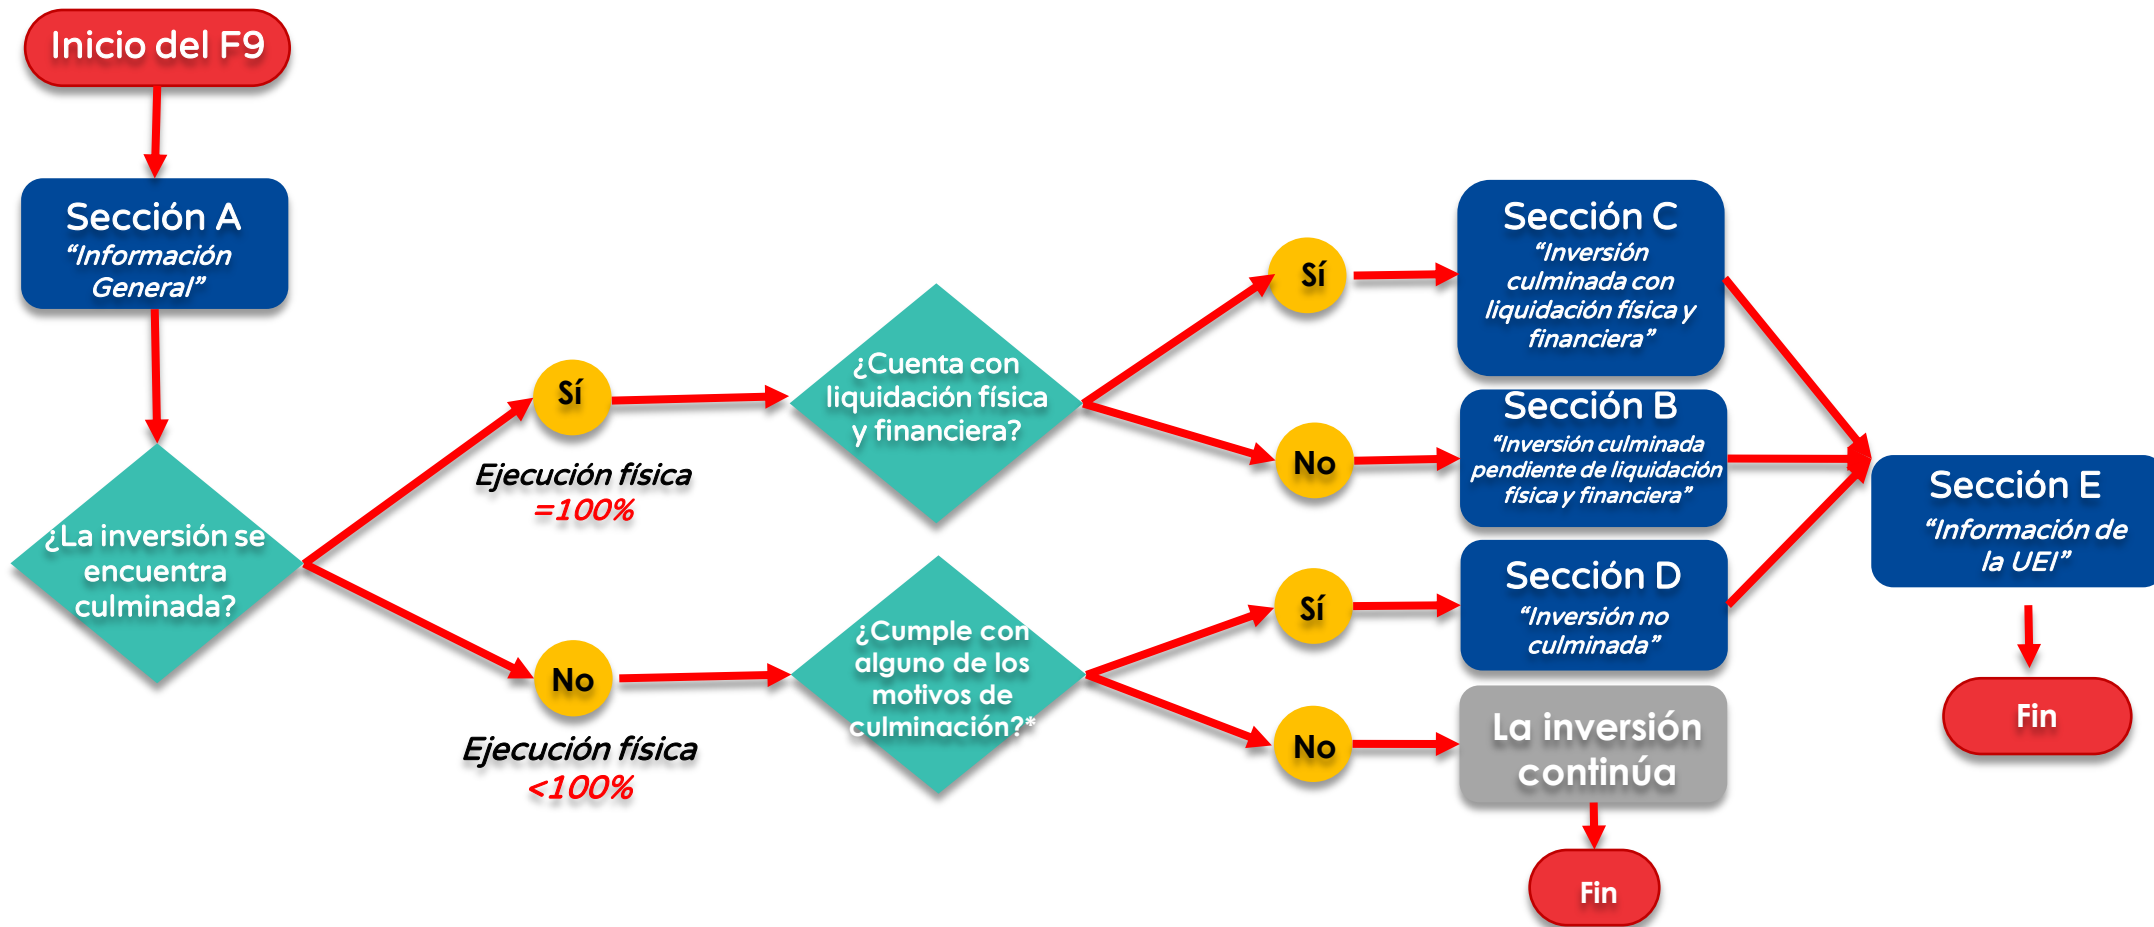 Inicio del F9
Sección A
“Información
General”
¿La inversión se
encuentra
culminada?
Sí
Ejecución física
=100%
No
Ejecución física
<100%
¿Cuenta con
liquidación física
y financiera?
¿Cumple con
alguno de los
motivos de
culminación?*
Sí
No
Sí
No
Sección C
“Inversión
culminada con
liquidación física y
financiera”
Sección B
“Inversión culminada
pendiente de liquidación
física y financiera”
Sección D
“Inversión no
culminada”
La inversión
continúa
Fin
Sección E
“Información de
la UEI”
Fin